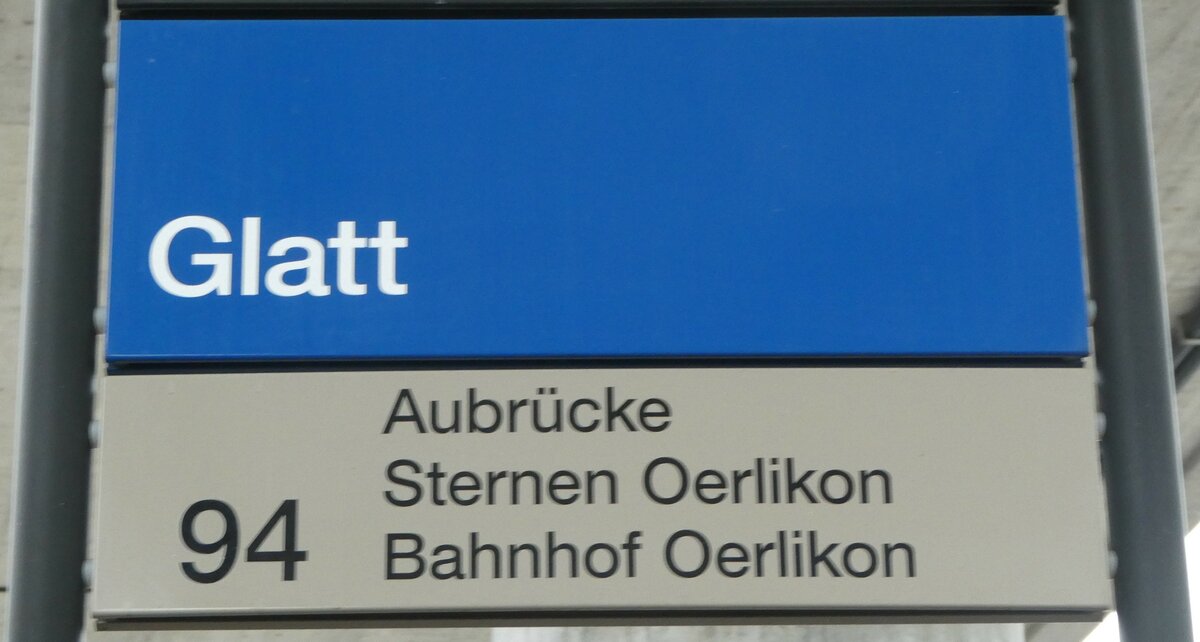 Glatt
Aubrücke
Sternen Oerlikon
94 Bahnhof Oerlikon